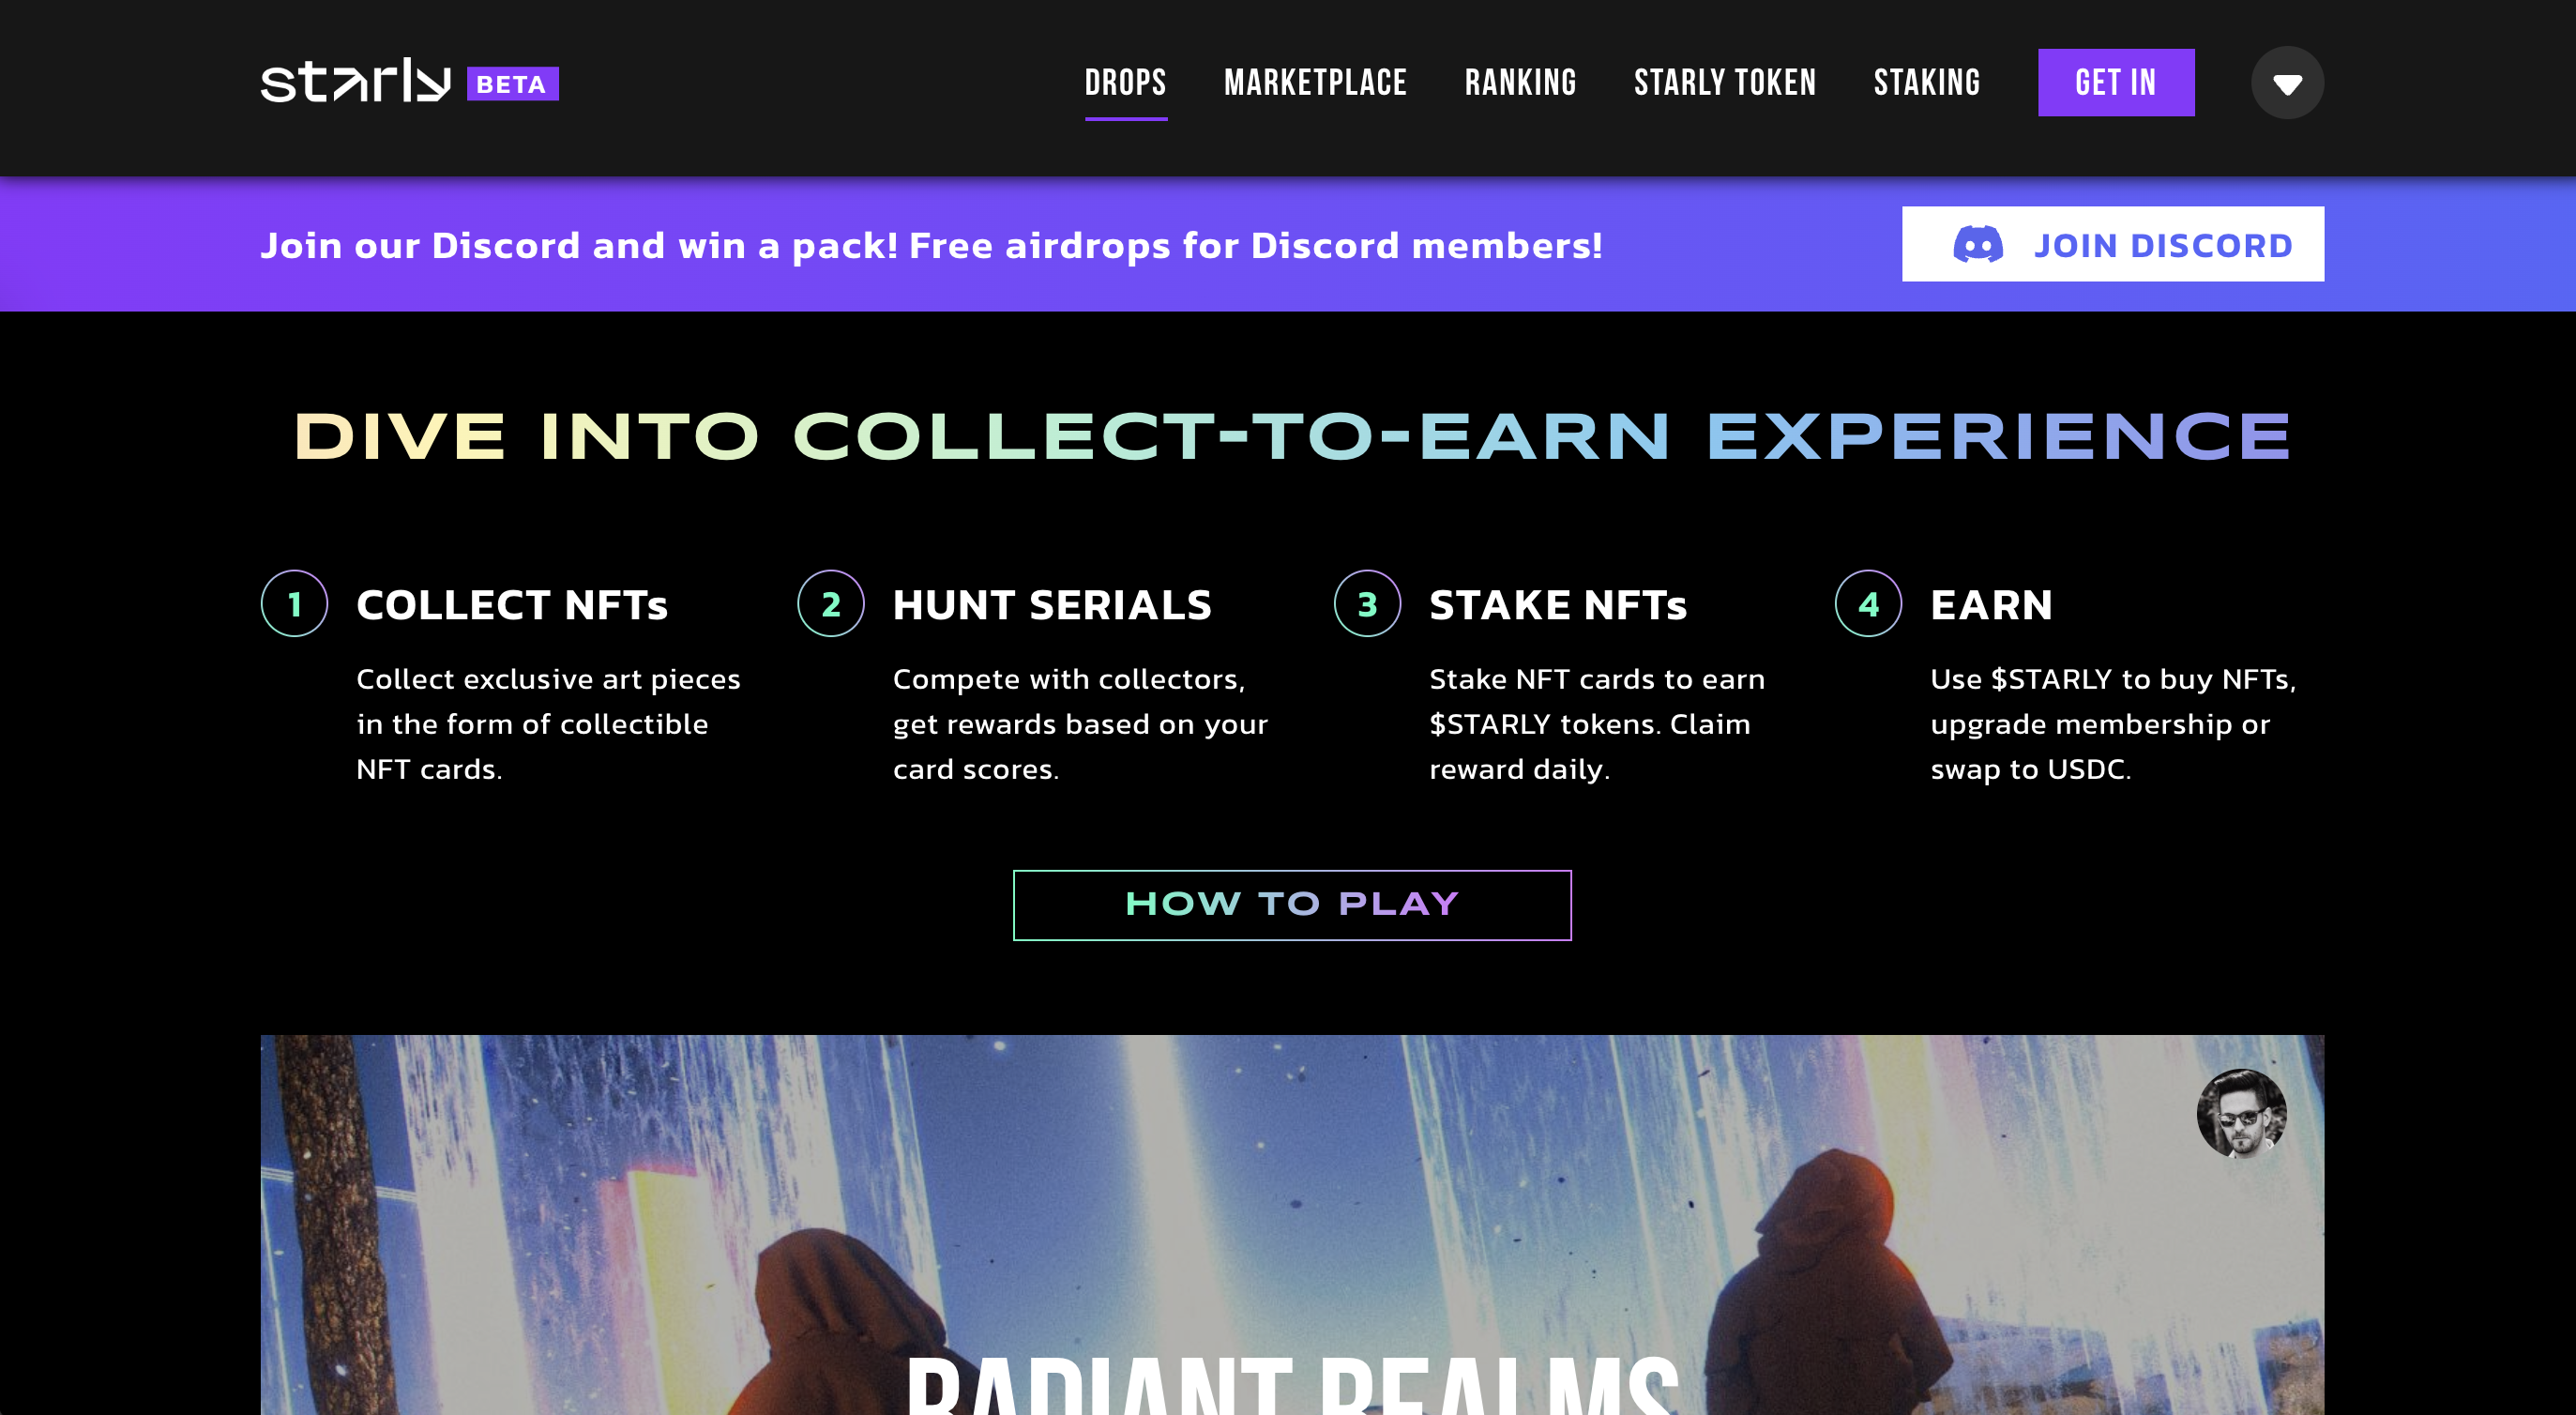 starly BETA
DROPS MARKETPLACE RANKING STARLY TOKEN STAKING GET IN
Join our Discord and win a pack! Free airdrops for Discord members!
JOIN DISCORD
DIVE INTO COLLECT-TO-EARN EXPERIENCE
1 COLLECT NFTs
Collect exclusive art pieces
in the form of collectible
NFT cards.
2 HUNT SERIALS
Compete with collectors,
get rewards based on your
card scores.
3 STAKE NFTs
Stake NFT cards to earn
$STARLY tokens. Claim
reward daily.
4 EARN
Use $STARLY to buy NFTs,
upgrade membership or
swap to USDC.
HOW TO PLAY
RADIANT REALMS